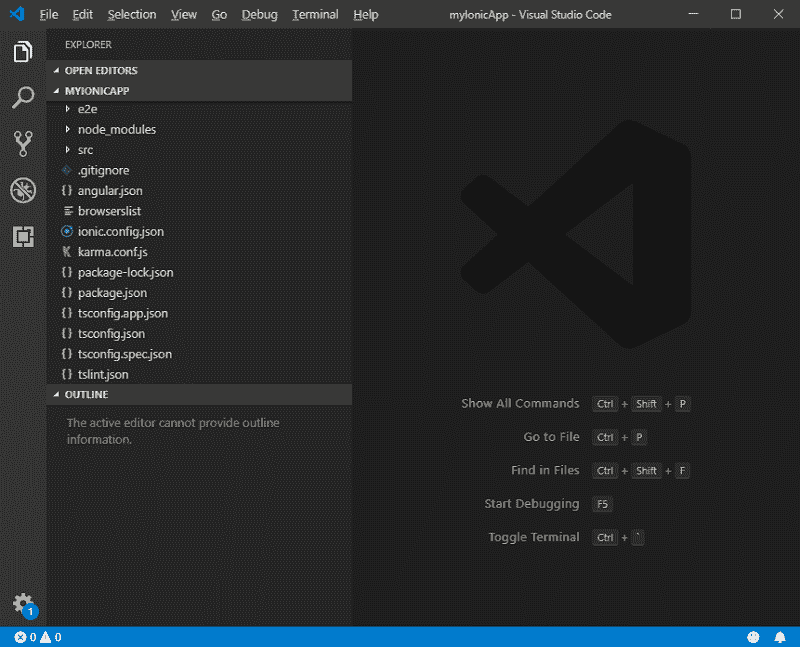 File Edit Selection View Go Debug Terminal Help myIonicApp - Visual Studio Code
EXPLORER
OPEN EDITORS
MYIONICAPP
e2e
node_modules
src
.gitignore
{} angular.json
browserslist
ionic.config.json
K karma.conf.js
{} package-lock.json
{} package.json
{} tsconfig.app.json
{} tsconfig.json
{} tsconfig.spec.json
{} tslint.json
OUTLINE
The active editor cannot provide outline
information.
Show All Commands Ctrl + Shift + P
Go to File Ctrl + P
Find in Files Ctrl + Shift + F
Start Debugging F5
Toggle Terminal Ctrl + `
1
0 0